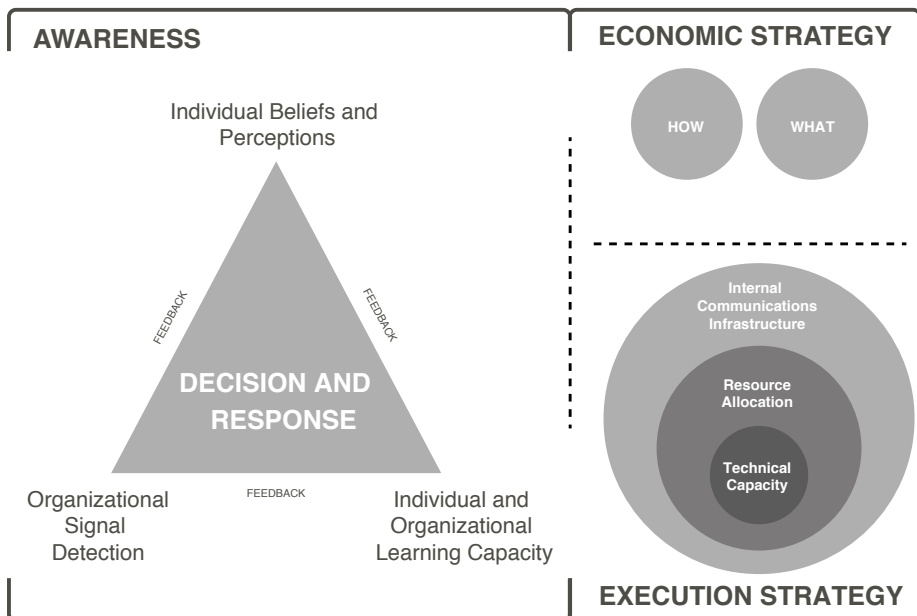 AWARENESS
Individual Beliefs and
Perceptions
FEEDBACK
FEEDBACK
DECISION AND
RESPONSE
FEEDBACK
Organizational
Signal
Detection
Individual and
Organizational
Learning Capacity
ECONOMIC STRATEGY
HOW
WHAT
Internal
Communications
Infrastructure
Resource
Allocation
Technical
Capacity
EXECUTION STRATEGY